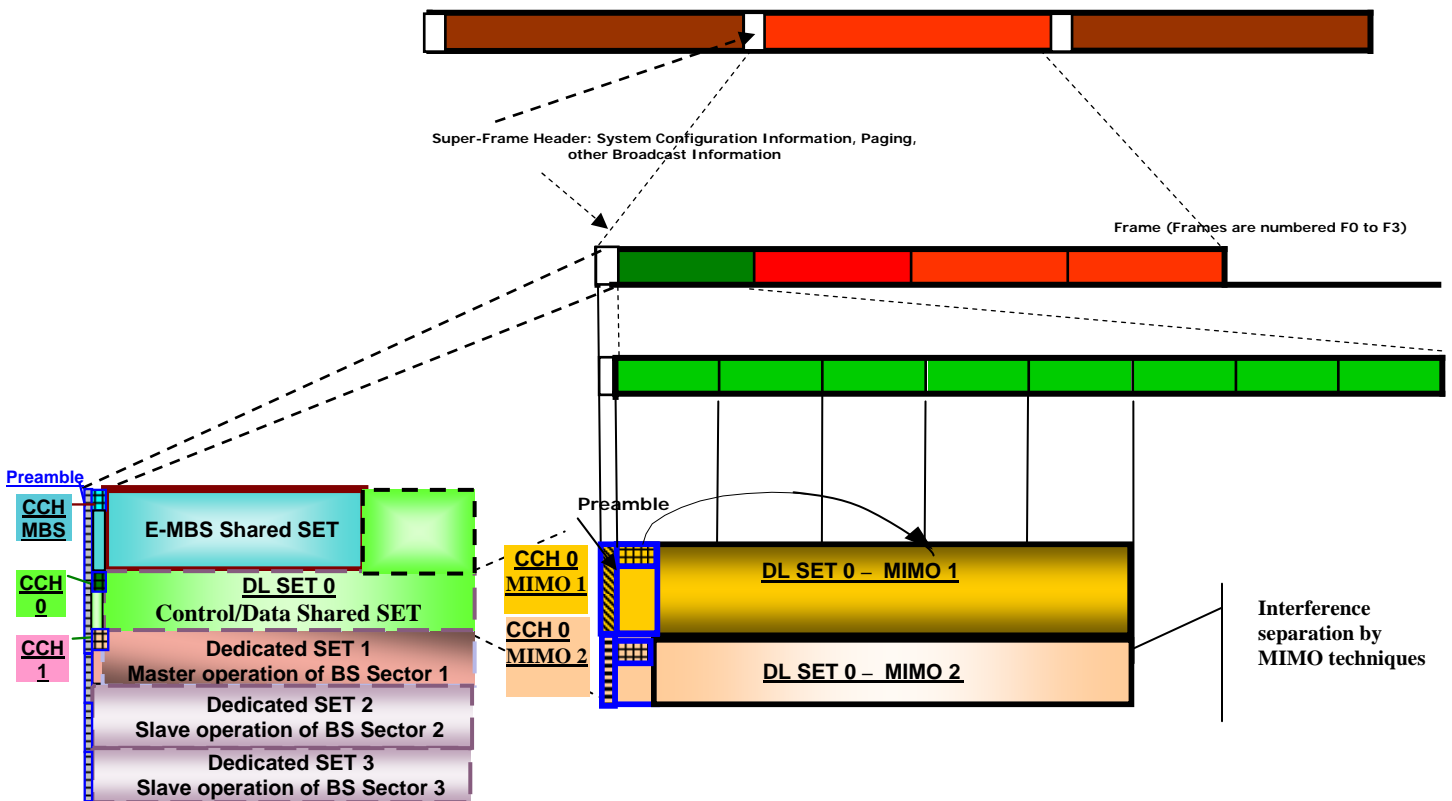 Super-Frame Header: System Configuration Information, Paging,
other Broadcast Information
Frame (Frames are numbered F0 to F3)
Preamble
CCH
MBS
E-MBS Shared SET
CCH
0
DL SET 0
Control/Data Shared SET
CCH
1
Dedicated SET 1
Master operation of BS Sector 1
Dedicated SET 2
Slave operation of BS Sector 2
Dedicated SET 3
Slave operation of BS Sector 3
Preamble
CCH 0
MIMO 1
DL SET 0 – MIMO 1
CCH 0
MIMO 2
DL SET 0 – MIMO 2
Interference
separation by
MIMO techniques